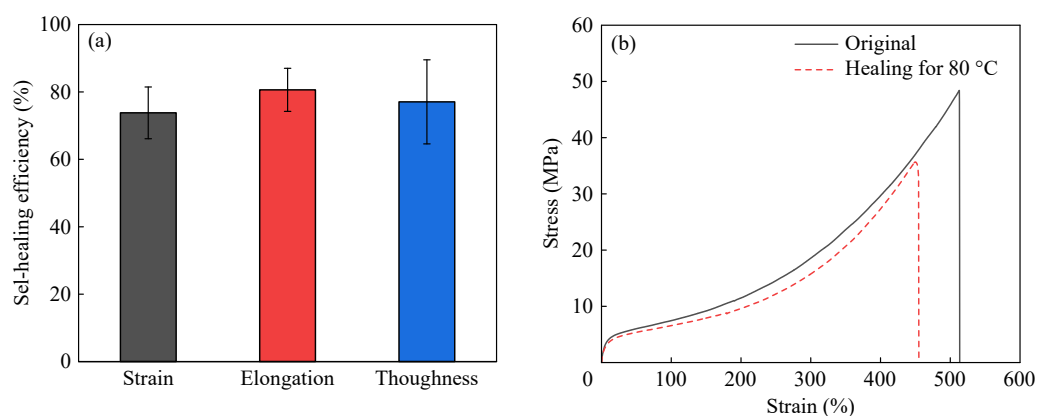 (a)
Sel-healing efficiency (%)
100
80
60
40
20
0
Strain Elongation Thoughness
(b)
Original
Healing for 80 °C
Stress (MPa)
60
50
40
30
20
10
0 100 200 300 400 500 600
Strain (%)